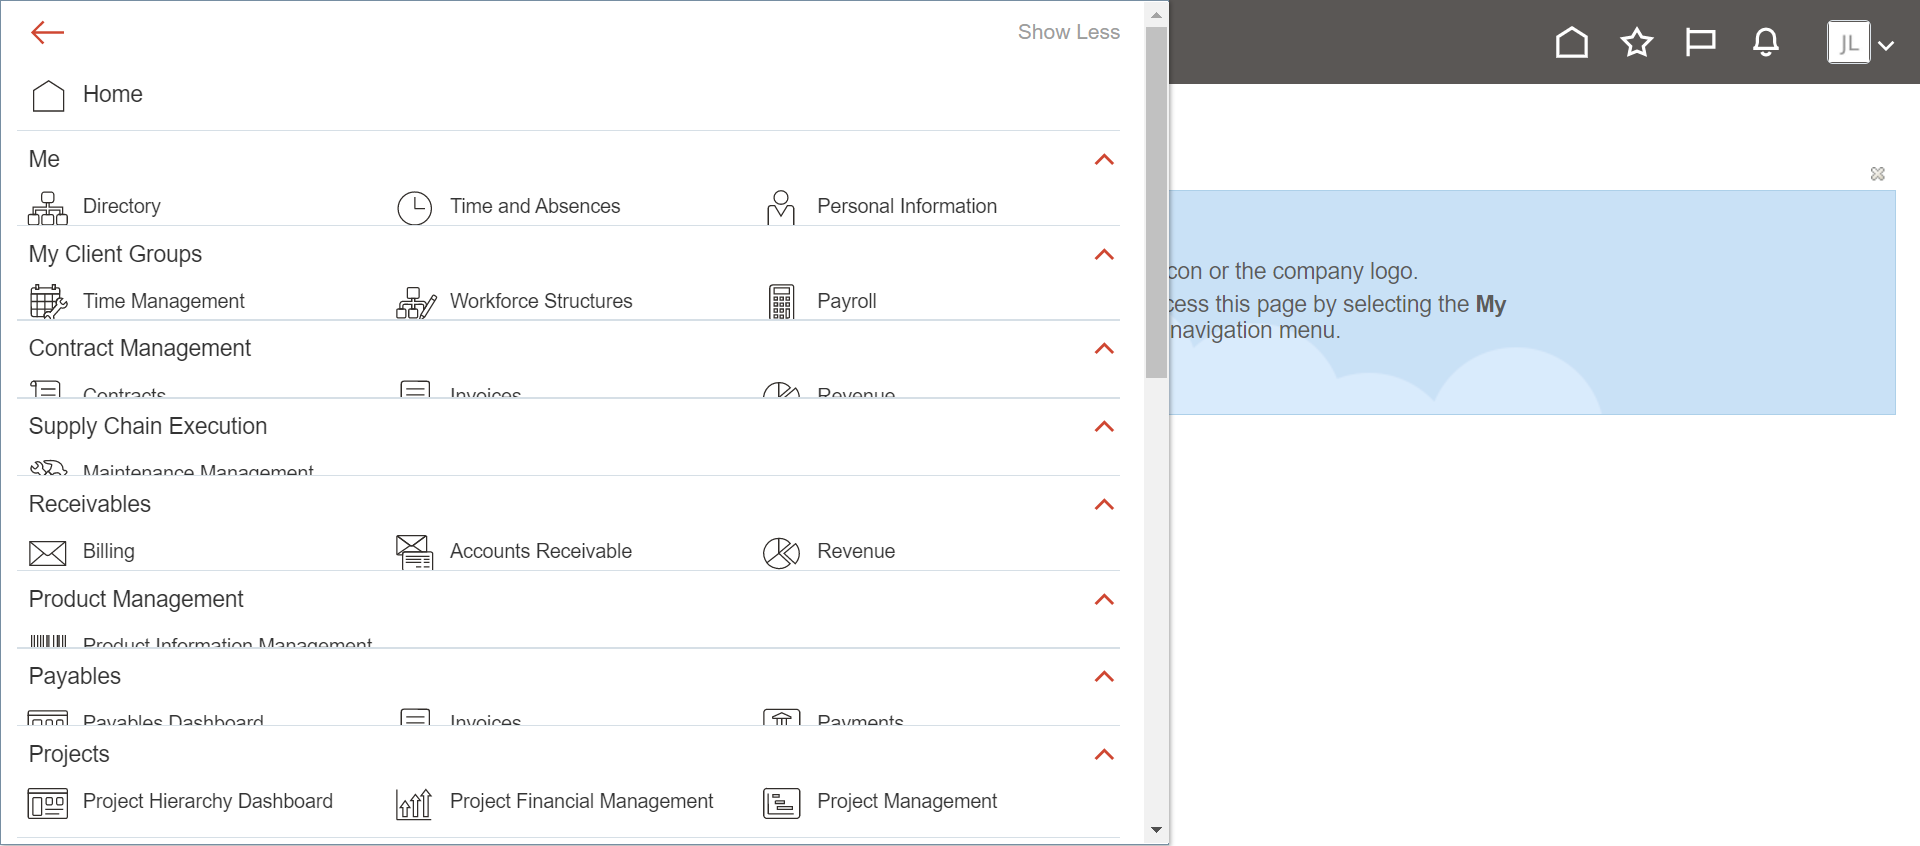 Show Less
Home
Me
Directory Time and Absences Personal Information
My Client Groups
Time Management Workforce Structures Payroll
Contract Management
Contracts Invoices Revenue
Supply Chain Execution
Maintenance Management
Receivables
Billing Accounts Receivable Revenue
Product Management
Product Information Management
Payables
Payables Dashboard Invoices Payments
Projects
Project Hierarchy Dashboard Project Financial Management Project Management
JL
con or the company logo.
cess this page by selecting the My
navigation menu.